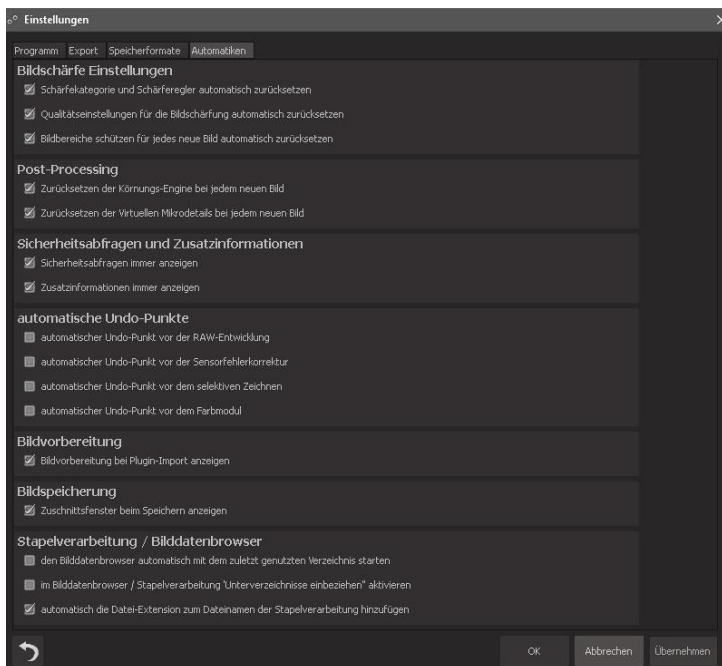 Einstellungen
Programm Export Speicherformate Automatiken
Bildschärfe Einstellungen
Schärfekategorie und Schärferegler automatisch zurücksetzen
Qualitätseinstellungen für die Bildschärfung automatisch zurücksetzen
Bildbereiche schützen für jedes neue Bild automatisch zurücksetzen
Post-Processing
Zurücksetzen der Körnungs-Engine bei jedem neuen Bild
Zurücksetzen der Virtuellen Mikrodetails bei jedem neuen Bild
Sicherheitsabfragen und Zusatzinformationen
Sicherheitsabfragen immer anzeigen
Zusatzinformationen immer anzeigen
automatische Undo-Punkte
automatischer Undo-Punkt vor der RAW-Entwicklung
automatischer Undo-Punkt vor der Sensorfehlerkorrektur
automatischer Undo-Punkt vor dem selektiven Zeichnen
automatischer Undo-Punkt vor dem Farbmodul
Bildvorbereitung
Bildvorbereitung bei Plugin-Import anzeigen
Bildspeicherung
Zuschnittsfenster beim Speichern anzeigen
Stapelverarbeitung / Bilddatenbrowser
den Bilddatenbrowser automatisch mit dem zuletzt genutzten Verzeichnis starten
im Bilddatenbrowser / Stapelverarbeitung 'Unterverzeichnisse einbeziehen" aktivieren
automatisch die Datei-Extension zum Dateinamen der Stapelverarbeitung hinzufügen
OK Abbrechen Übernehmen